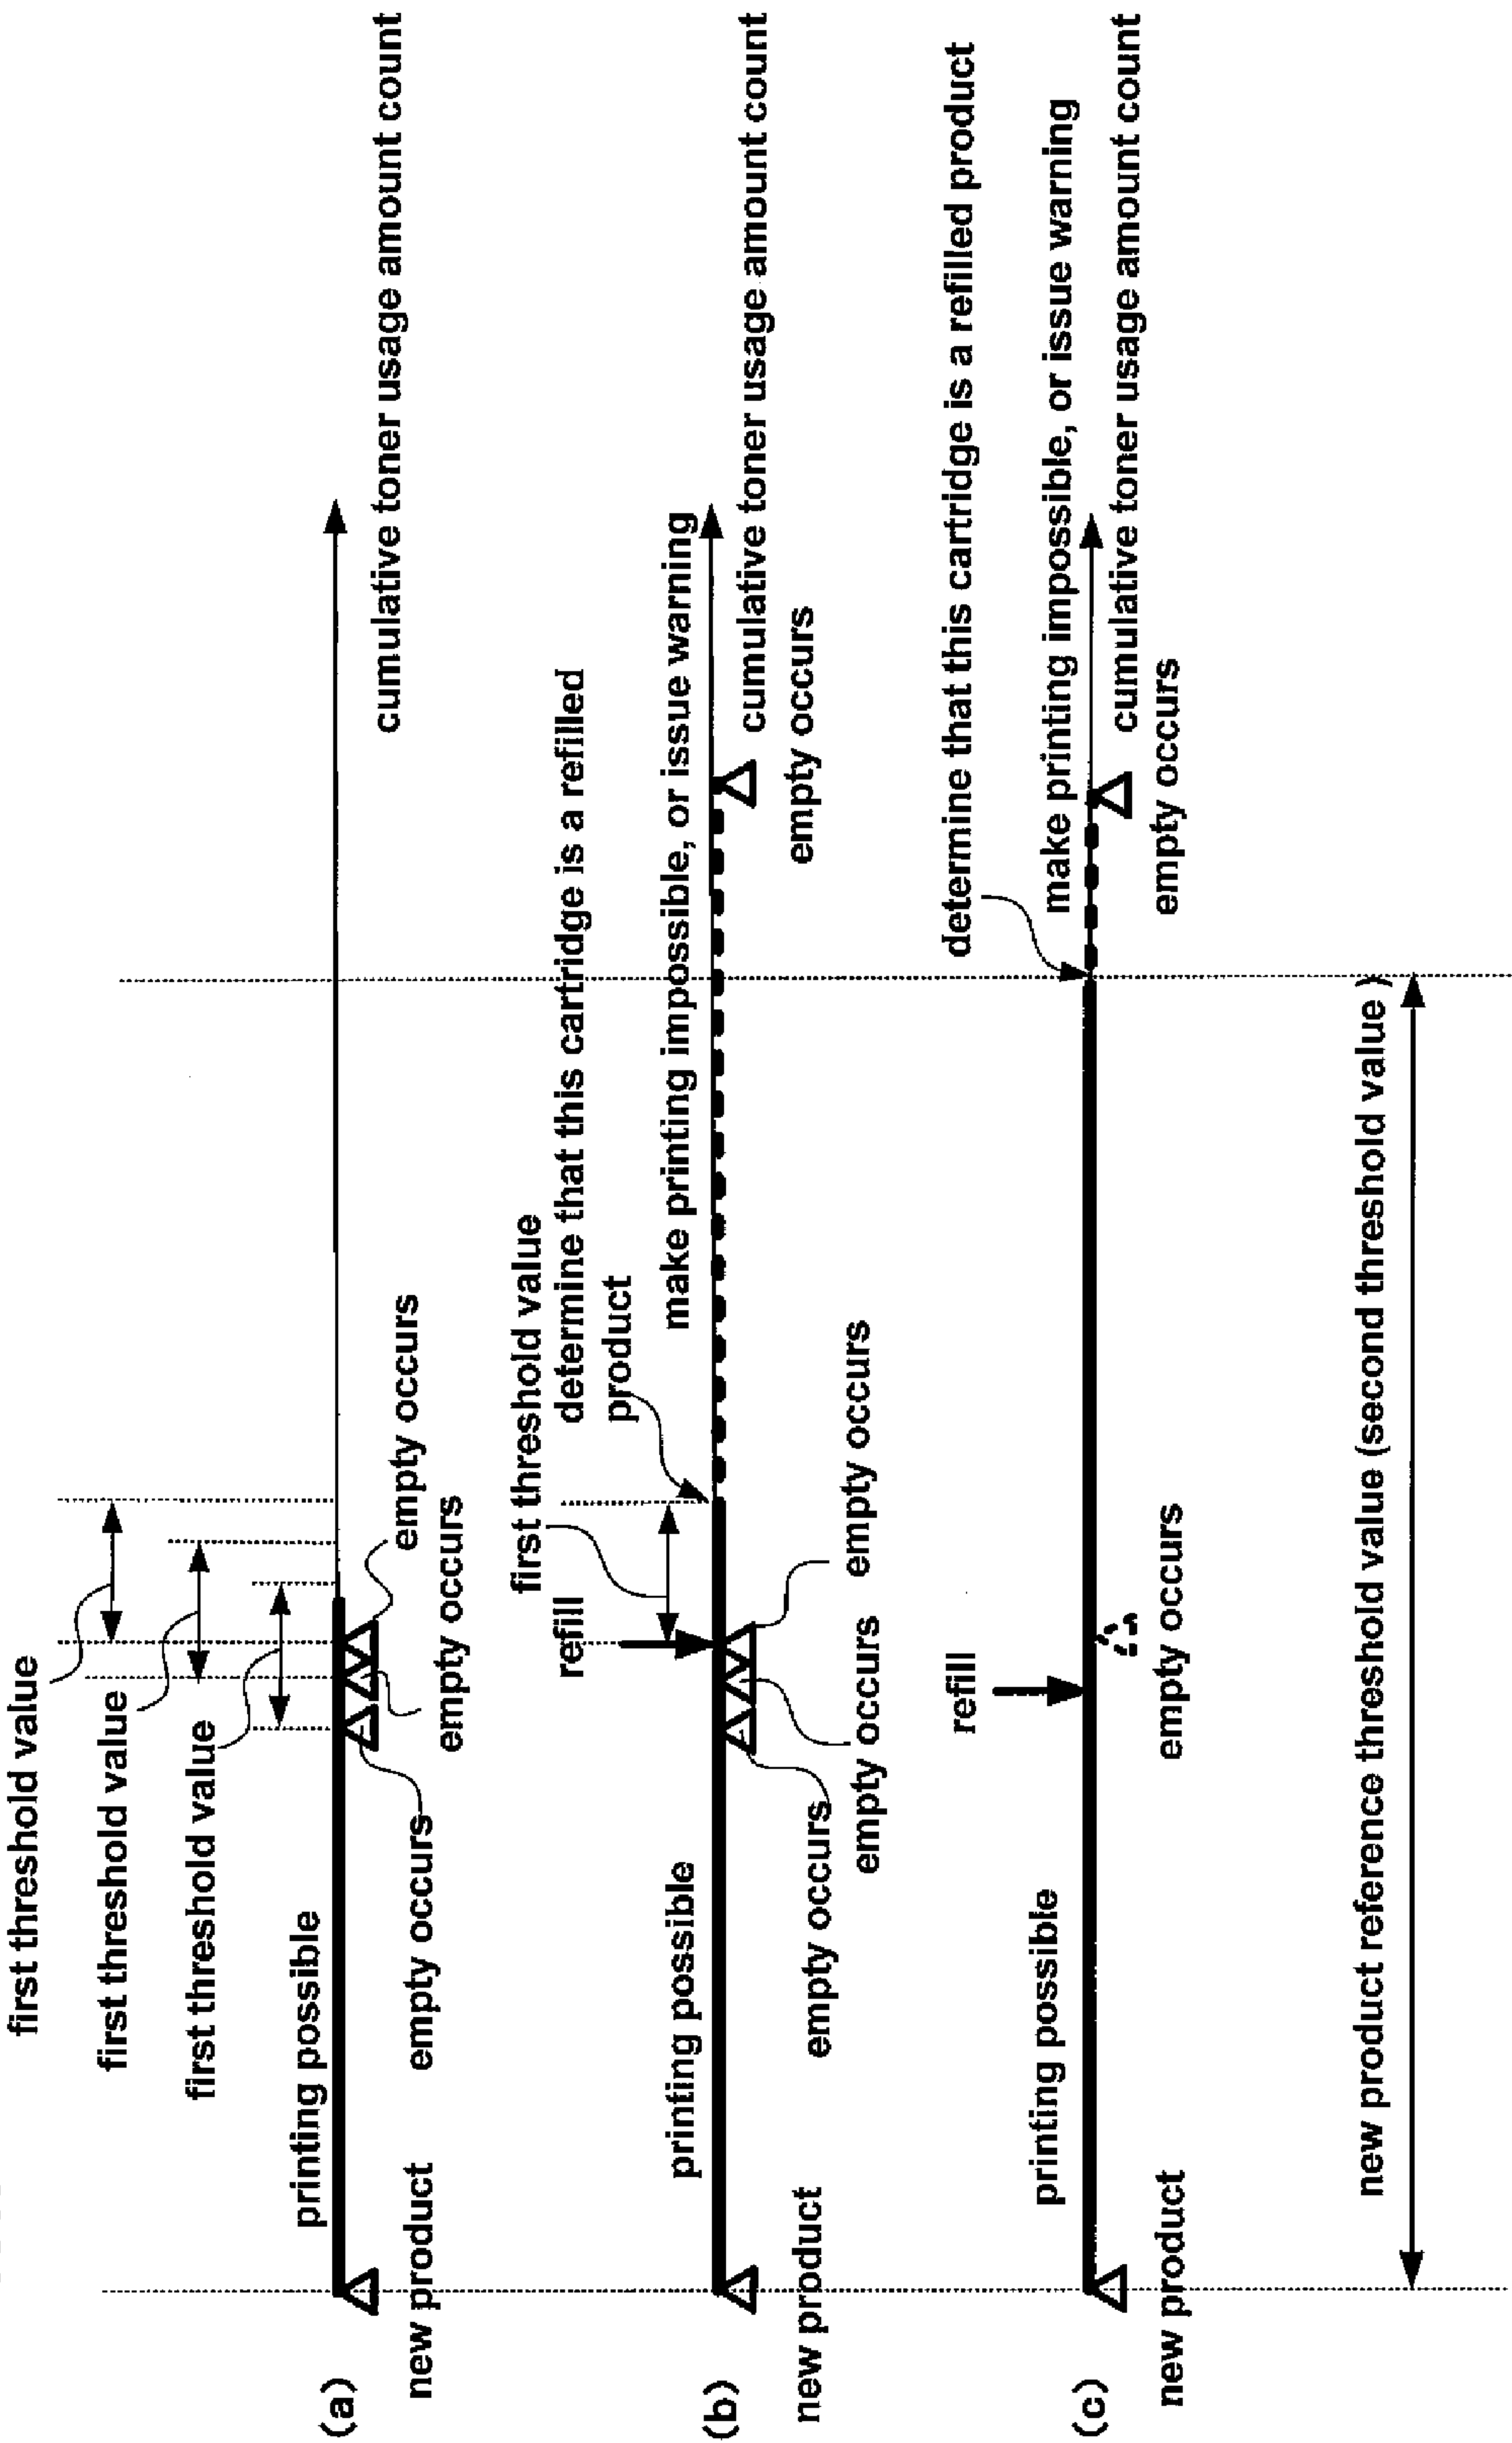 first threshold value
first threshold value
first threshold value
(a)
printing possible
new product
empty occurs
empty occurs
empty occurs
cumulative toner usage amount count
first threshold value
determine that this cartridge is a refilled
product
refill
make printing impossible, or issue warning
(b)
printing possible
new product
empty occurs
empty occurs
empty occurs
empty occurs
cumulative toner usage amount count
determine that this cartridge is a refilled product
refill
make printing impossible, or issue warning
(c)
printing possible
new product
empty occurs
empty occurs
cumulative toner usage amount count
new product reference threshold value (second threshold value )